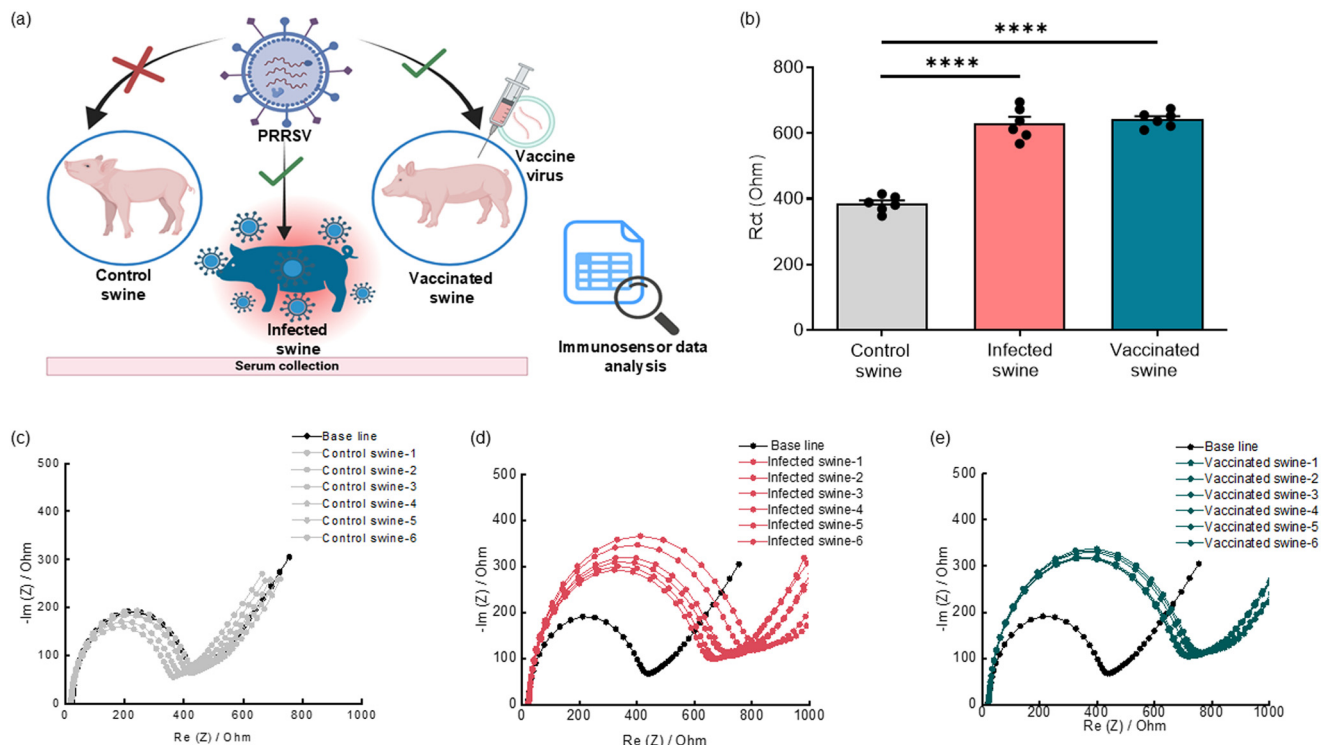 (a)
PRRSV
Vaccine
virus
Control
swine
Infected
swine
Vaccinated
swine
Serum collection
Immunosensor data
analysis
(b)
****
****
Rct (Ohm)
800
600
400
200
0
Control
swine
Infected
swine
Vaccinated
swine
(c)
Base line
Control swine-1
Control swine-2
Control swine-3
Control swine-4
Control swine-5
Control swine-6
-Im (Z) / Ohm
500
400
300
200
100
0
0 200 400 600 800 1000
Re (Z) / Ohm
(d)
Base line
Infected swine-1
Infected swine-2
Infected swine-3
Infected swine-4
Infected swine-5
Infected swine-6
-Im (Z) / Ohm
500
400
300
200
100
0
0 200 400 600 800 1000
Re (Z) / Ohm
(e)
Base line
Vaccinated swine-1
Vaccinated swine-2
Vaccinated swine-3
Vaccinated swine-4
Vaccinated swine-5
Vaccinated swine-6
-Im (Z) / Ohm
500
400
300
200
100
0
0 200 400 600 800 1000
Re (Z) / Ohm